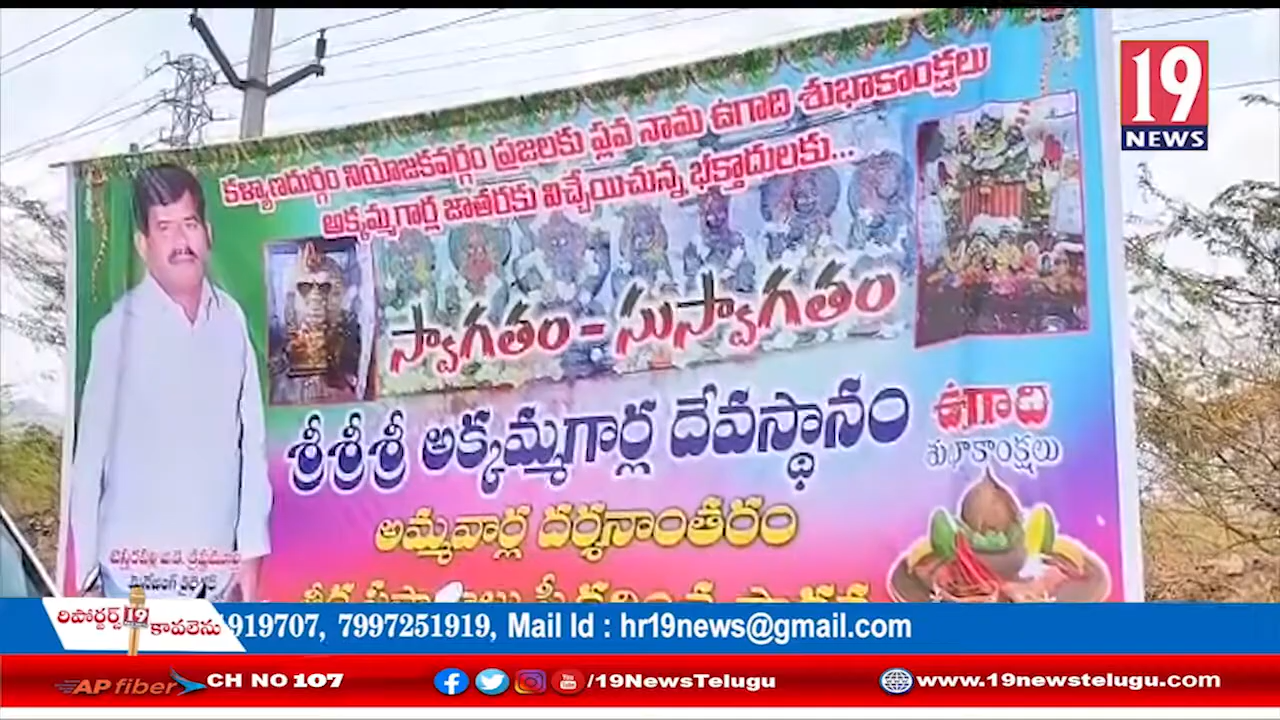 19
NEWS
కళ్యాణదుర్గం నియోజకవర్గం ప్రజలకు ప్లవ నామ ఉగాది శుభాకాంక్షలు
అక్కమ్మగార్ల జాతరకు విచ్చేయిచున్న భక్తాదులకు...
స్వాగతం - సుస్వాగతం
శ్రీశ్రీశ్రీ అక్కమ్మగార్ల దేవస్థానం
ఉగాది
శుభాకాంక్షలు
అమ్మవార్ల దర్శనాంతరం
రిపోర్టర్స్ 19 కావలెను
1919707, 7997251919, Mail Id : hr19news@gmail.com
AP fiber CH NO 107 /19NewsTelugu www.19newstelugu.com